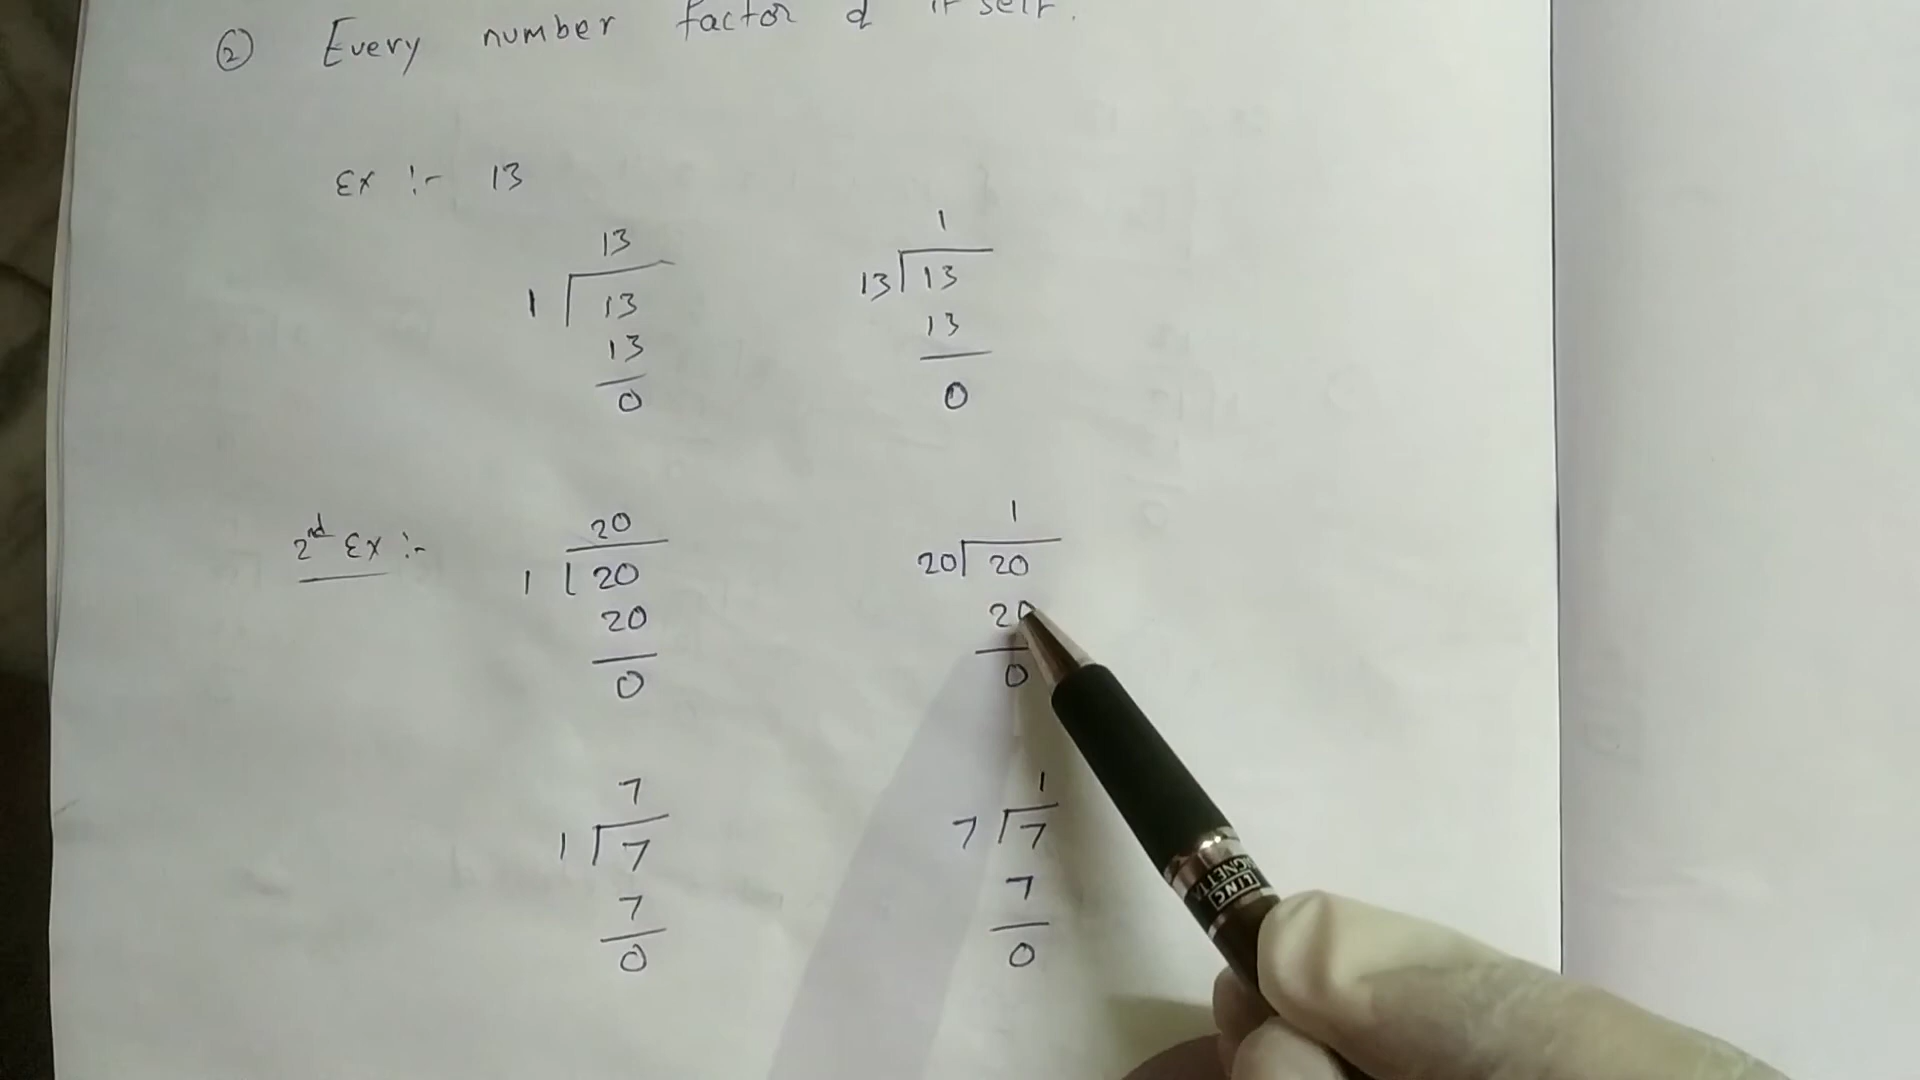 ② Every number factor of itself.
Ex :- 13
13 1
1 13 13 13
13 13
0 0
2nd Ex :- 20 1
1 20 20 20
20 20
0 0
7 1
1 7 7 7
7 7
0 0
LINC